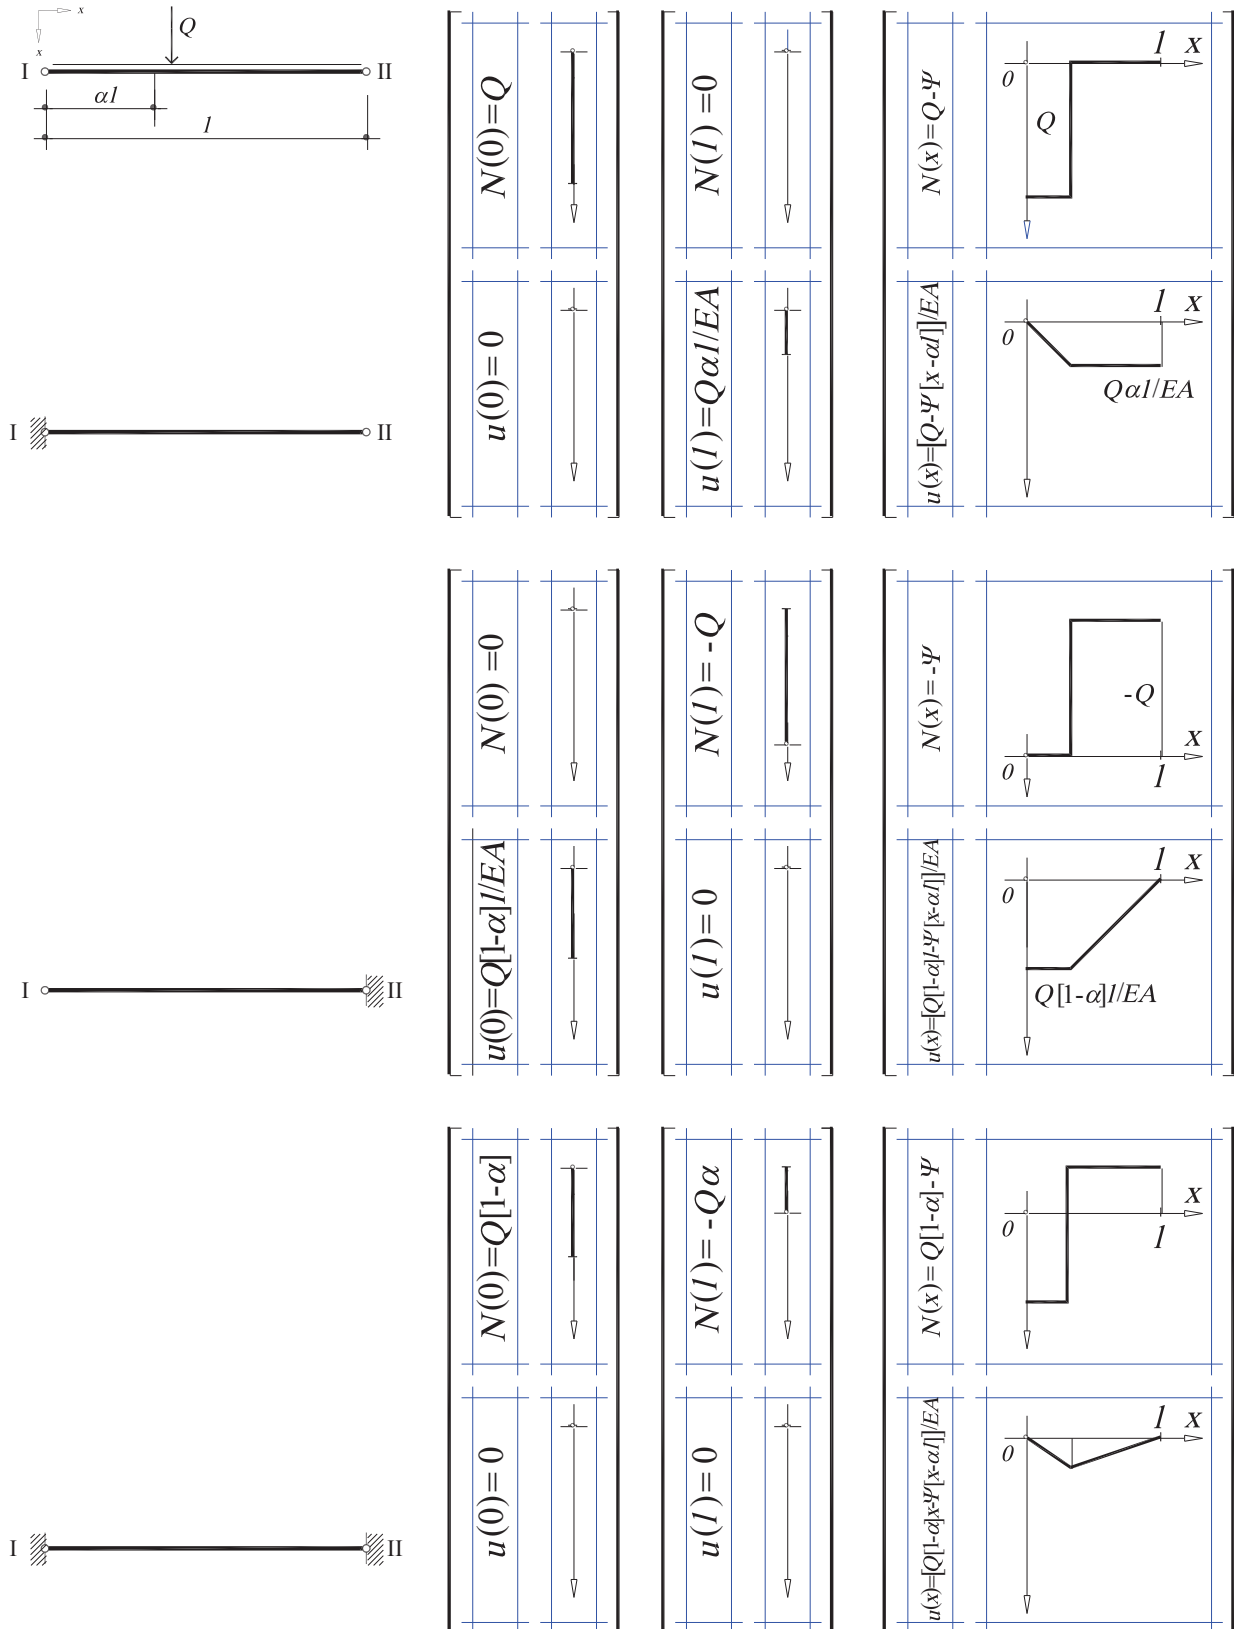 x
x
Q
I
II
αl
l
N(0)=Q
N(l)=0
N(x)=Q-Ψ
l
x
0
Q
I
II
u(0)=0
u(l)=Qαl/EA
u(x)=[Q-Ψ[x-αl]]/EA
l
x
0
Qαl/EA
N(0)=0
N(l)=-Q
N(x)=-Ψ
-Q
x
0
l
I
II
u(0)=Q[1-α]l/EA
u(l)=0
u(x)=[Q[1-α]l-Ψ[x-αl]]/EA
l
x
0
Q[1-α]l/EA
N(0)=Q[1-α]
N(l)=-Qα
N(x)=Q[1-α]-Ψ
x
0
l
I
II
u(0)=0
u(l)=0
u(x)=[Q[1-α]x-Ψ[x-αl]]/EA
l
x
0